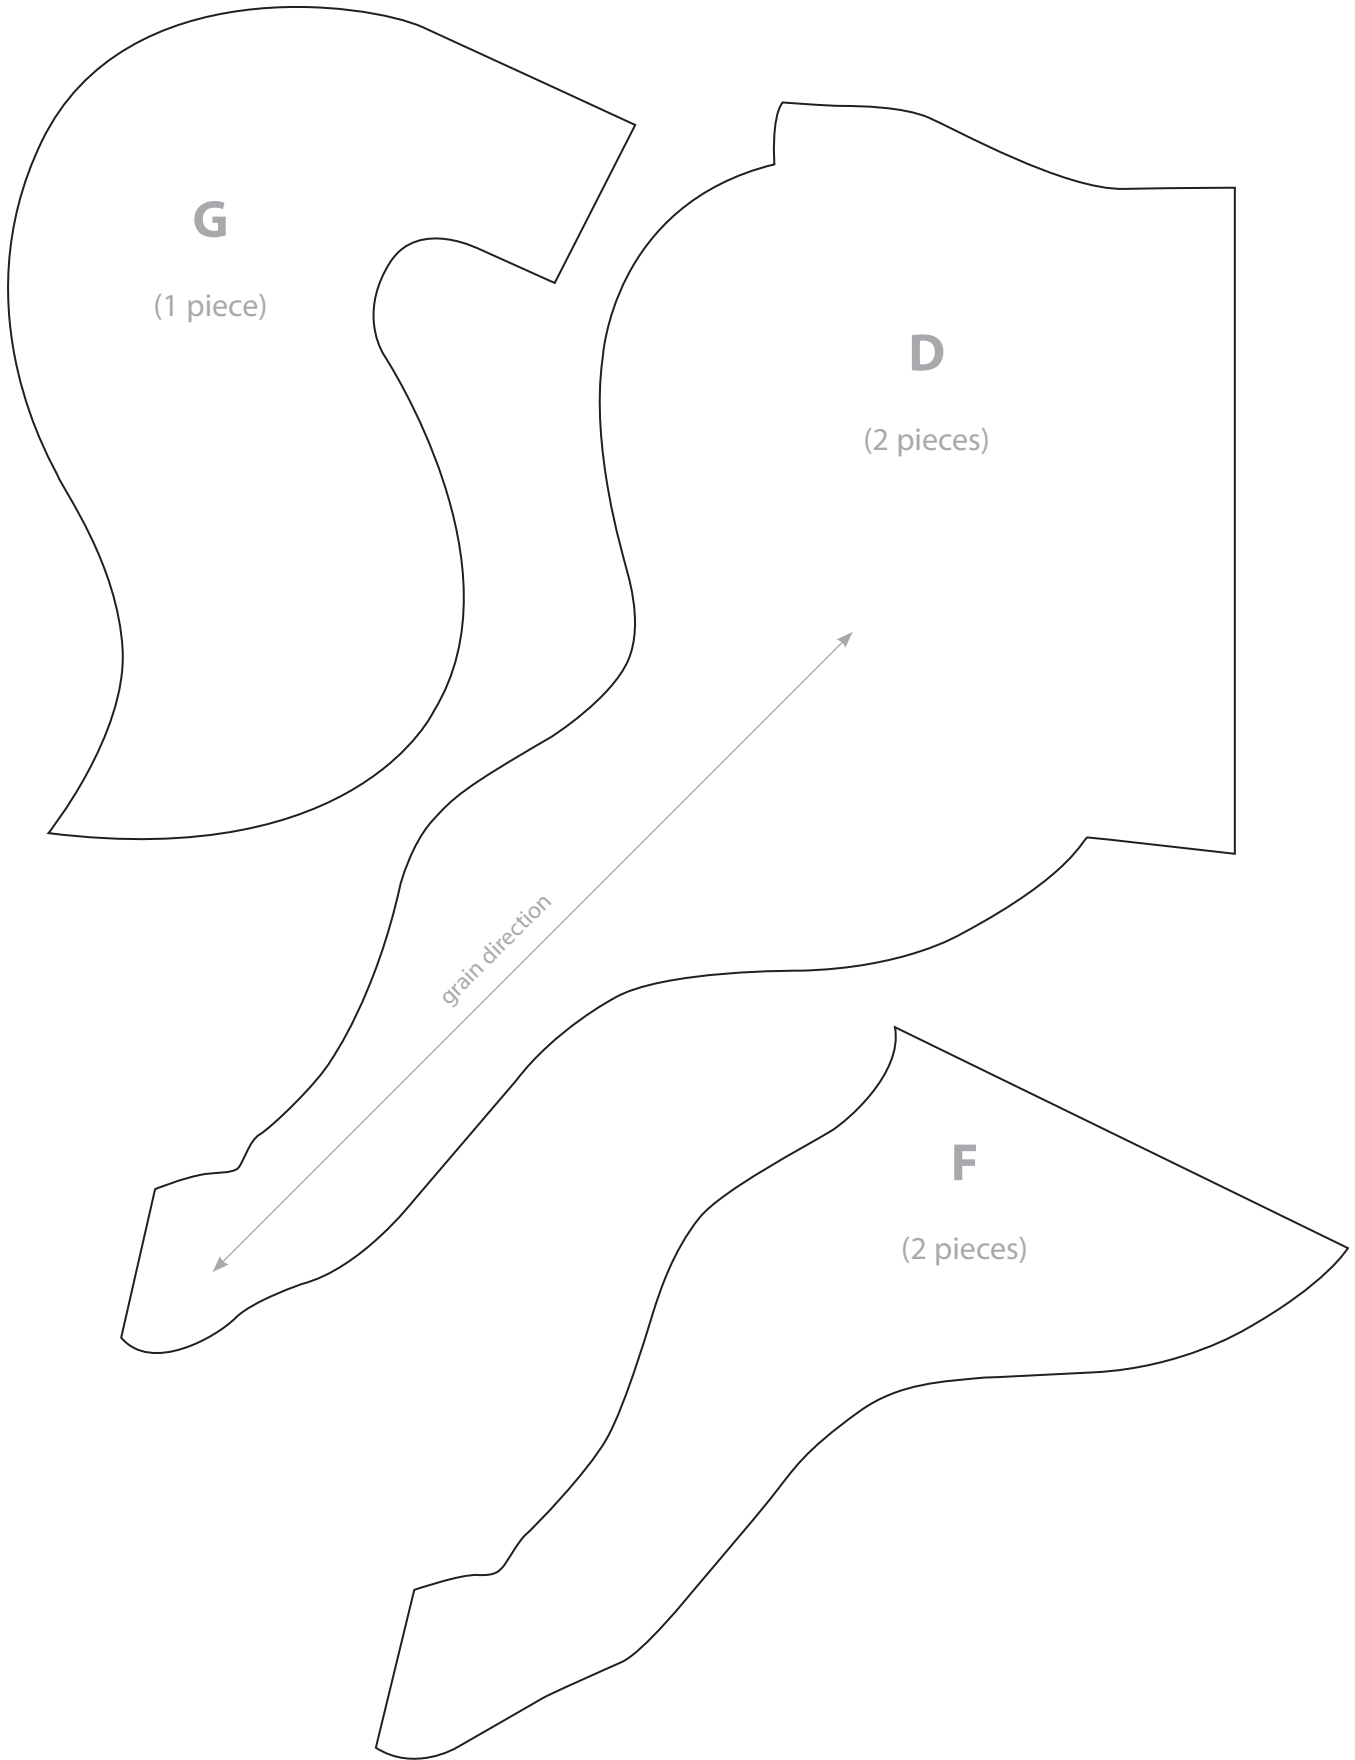 G
(1 piece)
D
(2 pieces)
grain direction
F
(2 pieces)